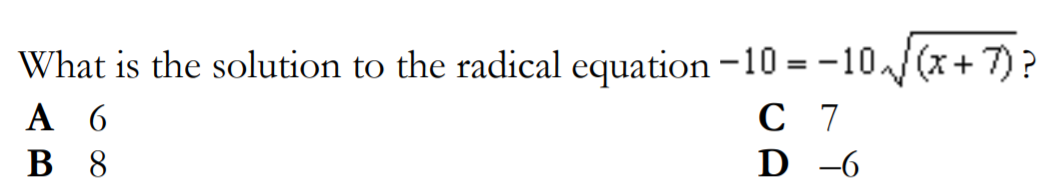 What is the solution to the radical equation −10 = −10√(x + 7) ?
A 6 C 7
B 8 D –6